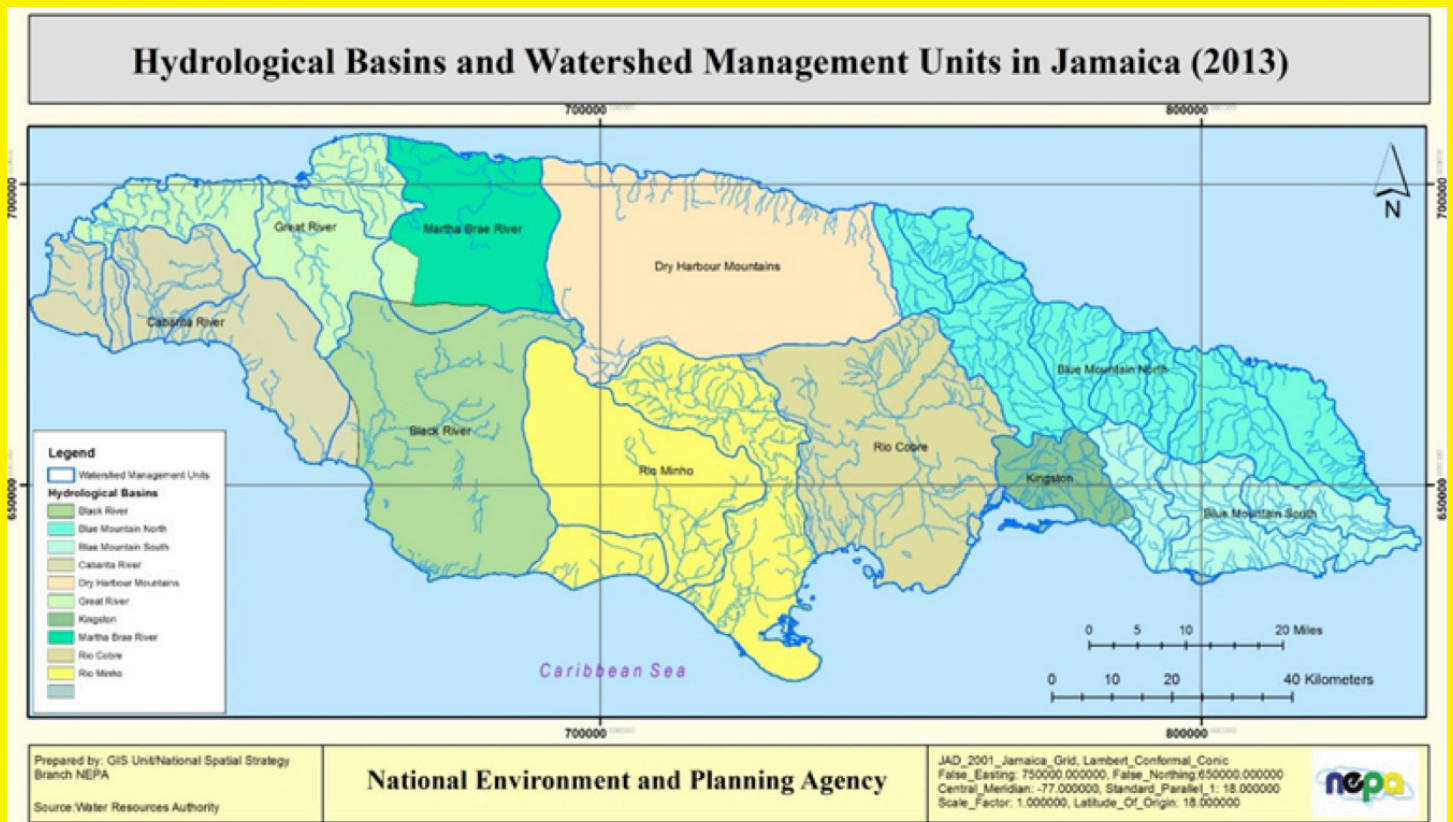 Hydrological Basins and Watershed Management Units in Jamaica (2013)
700000
800000
700000
700000
N
Great River
Martha Brae River
Dry Harbour Mountains
Cabarita River
Blue Mountain North
Black River
Rio Cobre
Rio Minho
Kingston
Blue Mountain South
650000
650000
Legend
Watershed Management Units
Hydrological Basins
Black River
Blue Mountain North
Blue Mountain South
Cabarita River
Dry Harbour Mountains
Great River
Kingston
Martha Brae River
Rio Cobre
Rio Minho
Caribbean Sea
0 5 10 20 Miles
0 10 20 40 Kilometers
700000
800000
Prepared by: GIS Unit/National Spatial Strategy
Branch NEPA
Source:Water Resources Authority
National Environment and Planning Agency
JAD_2001_Jamaica_Grid, Lambert_Conformal_Conic
False_Easting: 750000.000000, False_Northing:650000.000000
Central_Meridian: -77.000000, Standard_Parallel_1: 18.000000
Scale_Factor: 1.000000, Latitude_Of_Origin: 18.000000
nepa